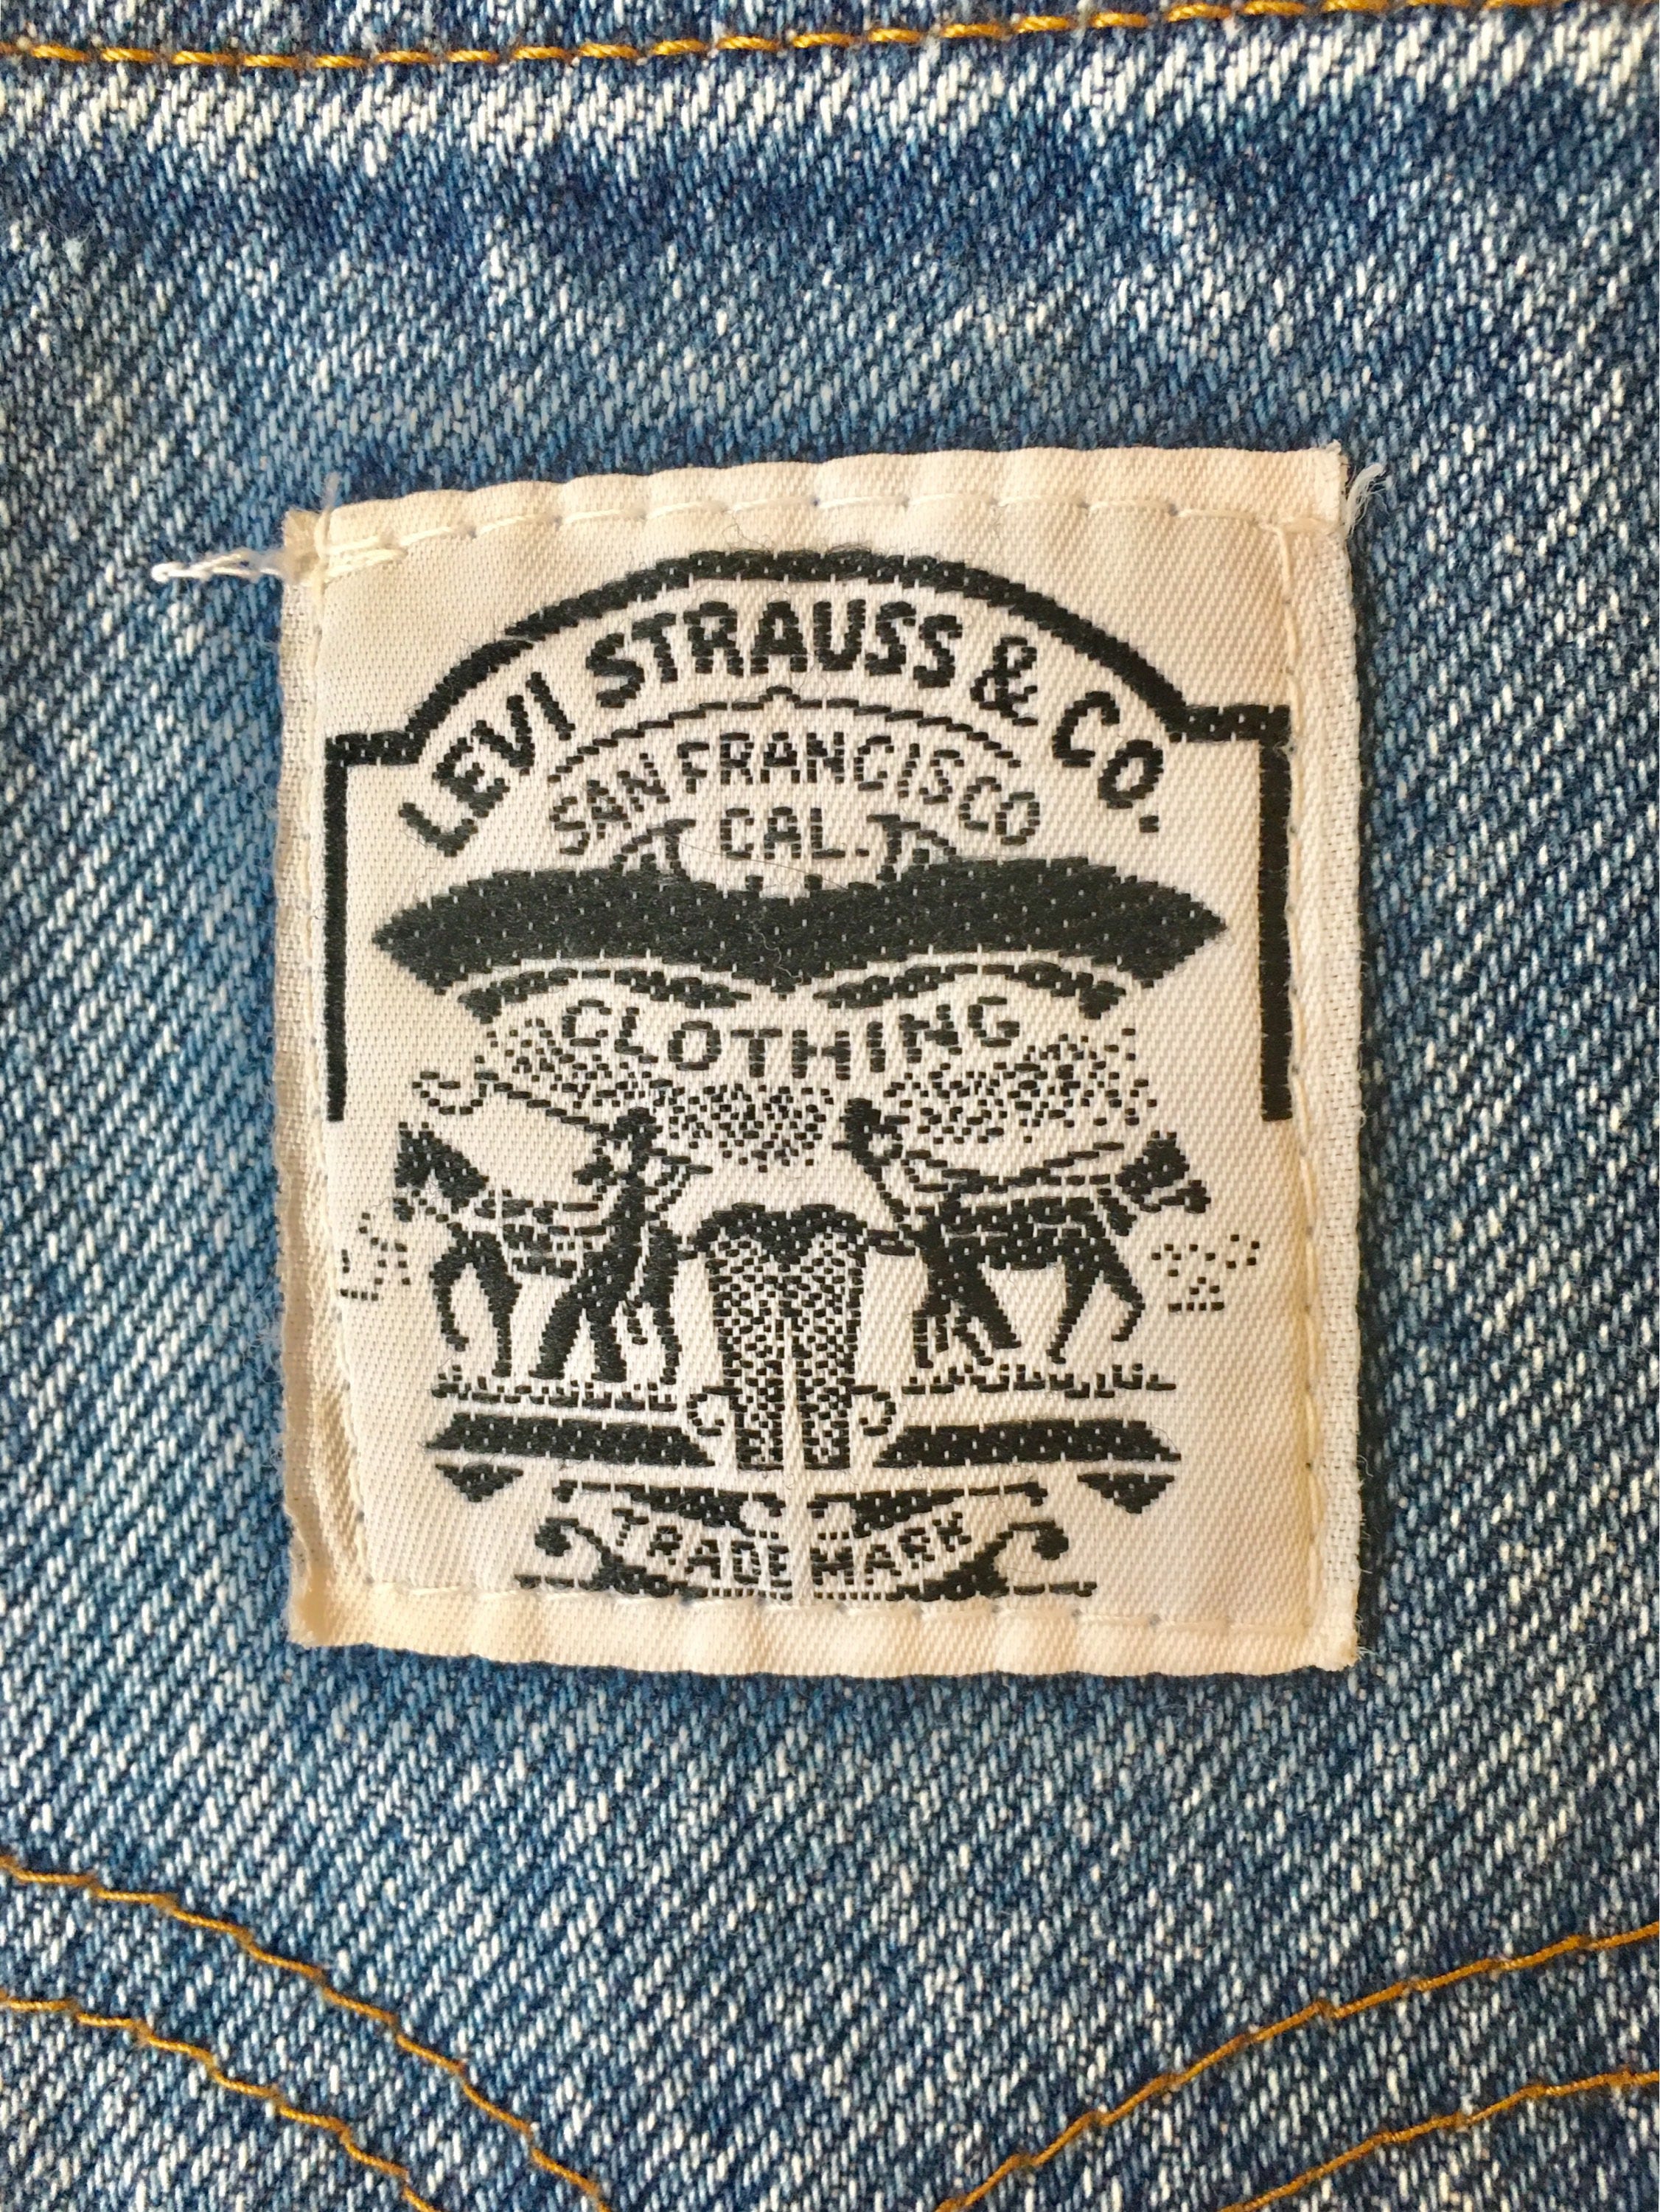 LEVI STRAUSS & CO.
SAN FRANCISCO
CAL.
CLOTHING
TRADE MARK